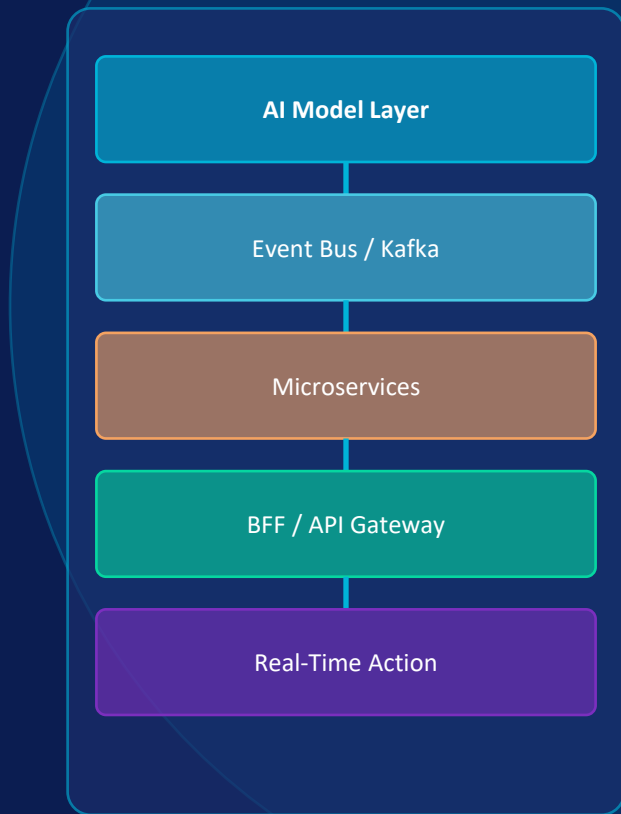 AI Model Layer
Event Bus / Kafka
Microservices
BFF / API Gateway
Real-Time Action